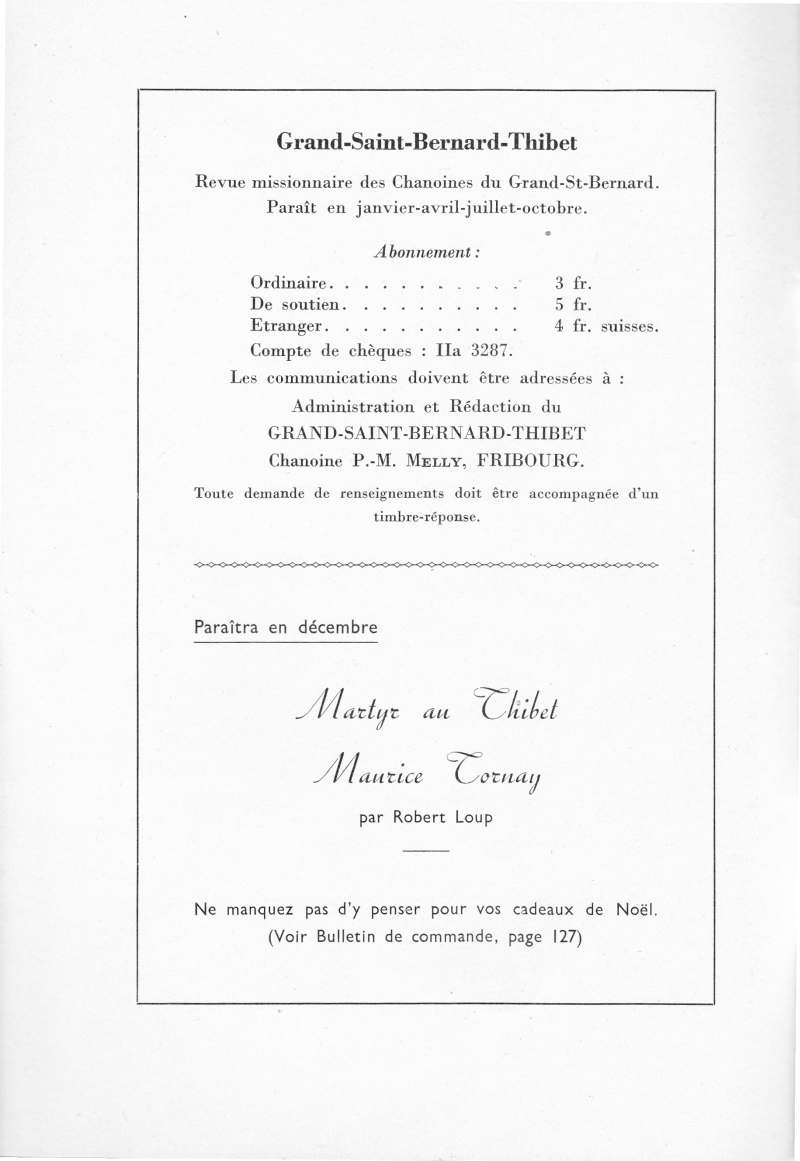 Grand-Saint-Bernard-Thibet
Revue missionnaire des Chanoines du Grand-St-Bernard.
Paraît en janvier-avril-juillet-octobre.
Abonnement :
Ordinaire . . . . . . . . . . . 3 fr.
De soutien . . . . . . . . . . 5 fr.
Etranger . . . . . . . . . . . 4 fr. suisses.
Compte de chèques : IIa 3287.
Les communications doivent être adressées à :
Administration et Rédaction du
GRAND-SAINT-BERNARD-THIBET
Chanoine P.-M. MELLY, FRIBOURG.
Toute demande de renseignements doit être accompagnée d'un
timbre-réponse.
Paraîtra en décembre
Martyr au Thibet
Maurice Tornay
par Robert Loup
Ne manquez pas d'y penser pour vos cadeaux de Noël.
(Voir Bulletin de commande, page 127)